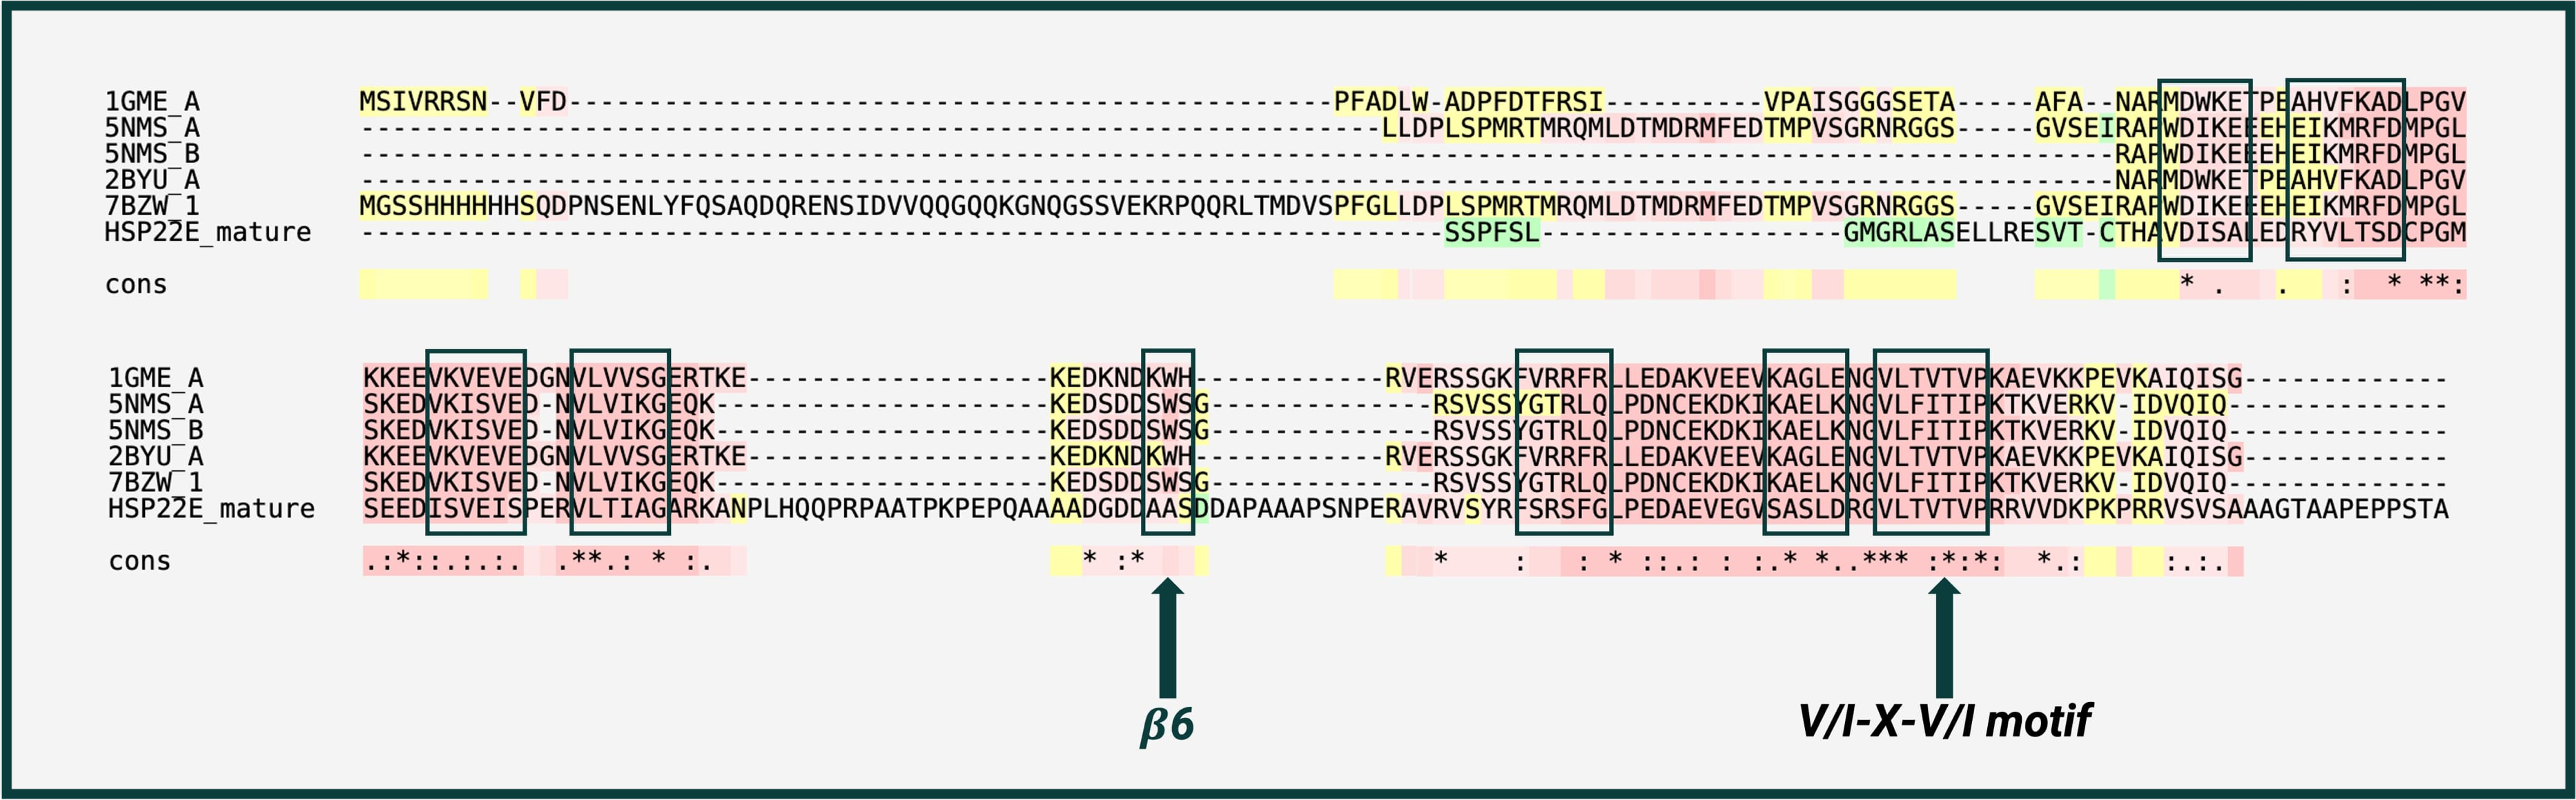 1GME_A MSIVRRSN--VFD------------------------------------------------PFADLW-ADPFDTFRSI----------VPAISGGGSETA-----AFA--NARMDWKETPEAHVFKADLPGV
5NMS_A ----------------------------------------------------------------LLDPLSPMRTMRQMLDTMDRMFEDTMPVSGRNRGGS-----GVSEIRAPWDIKEEEHEIKMRFDMPGL
5NMS_B --------------------------------------------------------------------------------------------------------------RAPWDIKEEEHEIKMRFDMPGL
2BYU_A --------------------------------------------------------------------------------------------------------------NARMDWKETPEAHVFKADLPGV
7BZW_1 MGSSHHHHHHSQDPNSENLYFQSAQDQRENSIDVVQQGQQKGNQGSSVEKRPQQRLTMDVSPFGLLDPLSPMRTMRQMLDTMDRMFEDTMPVSGRNRGGS-----GVSEIRAPWDIKEEEHEIKMRFDMPGL
HSP22E_mature --------------------------------------------------------------------SSPFSL-------------------GMGRLASELLRESVT-CTHAVDISALEDRYVLTSDCPGM
cons * . . : * **:
1GME_A KKEEVKVEVEDGNVLVVSGERTKE-------------------KEDKNDKWH------------RVERSSGKFVRRFRLLEDAKVEEVKAGLENGVLTVTVPKAEVKKPEVKAIQISG-------------
5NMS_A SKEDVKISVED-NVLVIKGEQK---------------------KEDSDDSWSG--------------RSVSSYGTRLQLPDNCEKDKIKAELKNGVLFITIPKTKVERKV-IDVQIQ--------------
5NMS_B SKEDVKISVED-NVLVIKGEQK---------------------KEDSDDSWSG--------------RSVSSYGTRLQLPDNCEKDKIKAELKNGVLFITIPKTKVERKV-IDVQIQ--------------
2BYU_A KKEEVKVEVEDGNVLVVSGERTKE-------------------KEDKNDKWH------------RVERSSGKFVRRFRLLEDAKVEEVKAGLENGVLTVTVPKAEVKKPEVKAIQISG-------------
7BZW_1 SKEDVKISVED-NVLVIKGEQK---------------------KEDSDDSWSG--------------RSVSSYGTRLQLPDNCEKDKIKAELKNGVLFITIPKTKVERKV-IDVQIQ--------------
HSP22E_mature SEEDISVEISPERVLTIAGARKANPLHQQPRPAATPKPEPQAAAADGDDAASDDAPAAAPSNPERAVRVSYRFSRSFGLPEDAEVEGVSASLDRGVLTVTVPRRVVDKPKPRRVSVSAAAGTAAPEPPSTA
cons .:*::.:.:. .**.: * :. * :* * : : * ::.: : :.* *..*** :*:*: *.: :.:.
β6
V/I-X-V/I motif